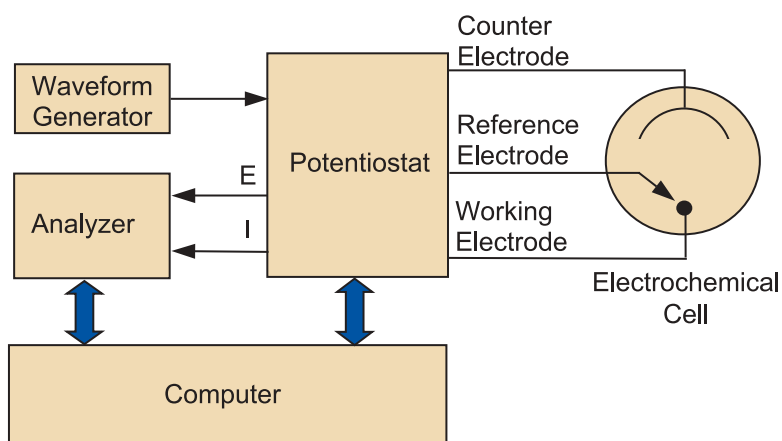 Counter
Electrode
Waveform
Generator
Reference
Electrode
Potentiostat
E
Analyzer
I
Working
Electrode
Electrochemical
Cell
Computer